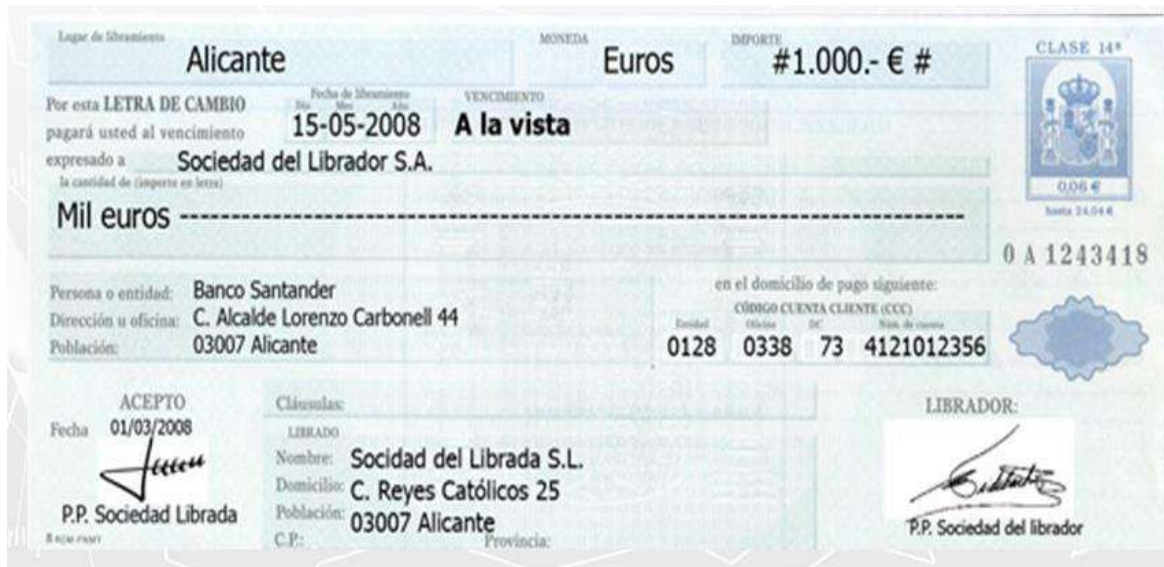 Lugar de libramiento
Alicante
MONEDA
Euros
IMPORTE
#1.000.- € #
CLASE 14ª
Por esta LETRA DE CAMBIO
pagará usted al vencimiento
expresado a
Fecha de libramiento
Día Mes Año
15-05-2008
VENCIMIENTO
A la vista
Sociedad del Librador S.A.
la cantidad de (importe en letra)
Mil euros
0,06 €
hasta 24,04 €
0 A 1243418
Persona o entidad: Banco Santander
Dirección u oficina: C. Alcalde Lorenzo Carbonell 44
Población: 03007 Alicante
en el domicilio de pago siguiente:
CÓDIGO CUENTA CLIENTE (CCC)
Entidad Oficina DC Núm. de cuenta
0128 0338 73 4121012356
ACEPTO
Fecha 01/03/2008
P.P. Sociedad Librada
Cláusulas:
LIBRADO
Nombre: Socidad del Librada S.L.
Domicilio: C. Reyes Católicos 25
Población: 03007 Alicante
C.P.: Provincia:
LIBRADOR:
P.P. Sociedad del librador